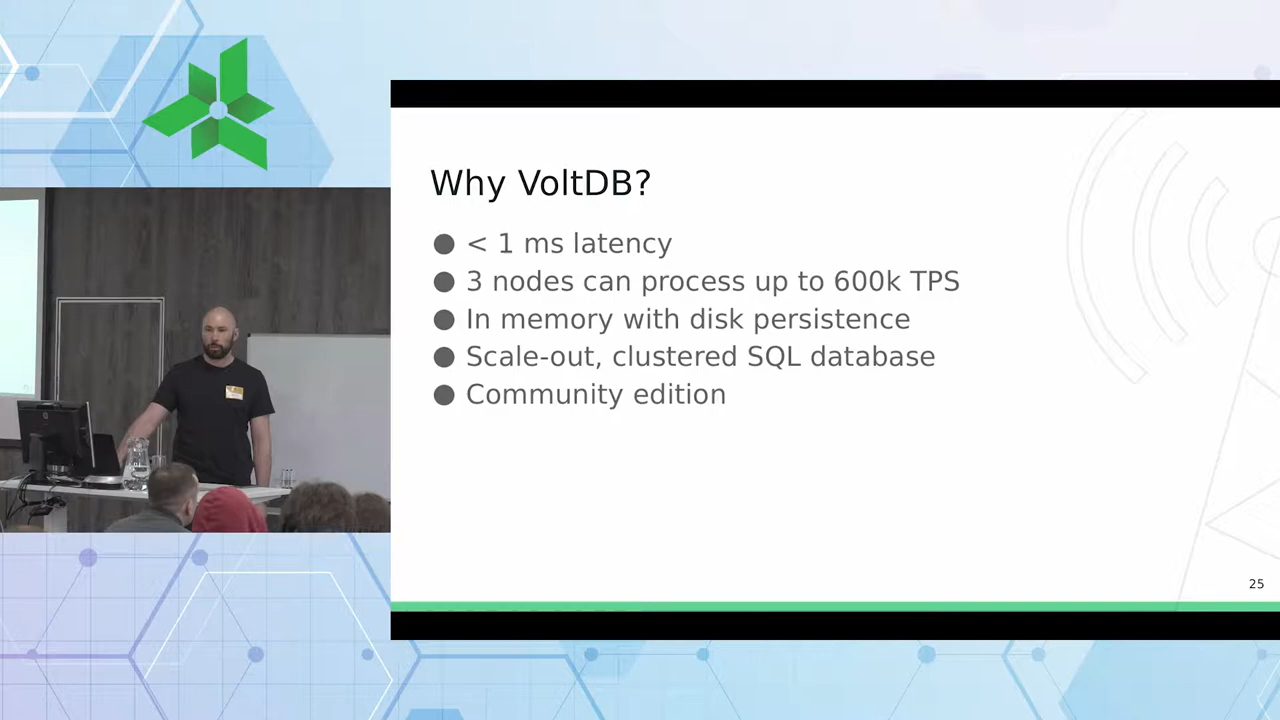 Why VoltDB?
● < 1 ms latency
● 3 nodes can process up to 600k TPS
● In memory with disk persistence
● Scale-out, clustered SQL database
● Community edition
25